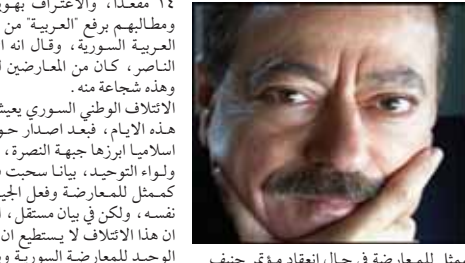 ١٤ مقعدا، والاعتراف بهو
ومطالبهم برفع "العربية" من
العربية السورية، وقال انه ا
الناصر، كان من المعارضين ل
وهذه شجاعة منه.
الائتلاف الوطني السوري يعيش
هذه الايام، فبعد اصدار حو
اسلاميا ابرزها جبهة النصرة،
ولواء التوحيد، بيانا سحبت ف
كممثل للمعارضة وفعل الجي
نفسه، ولكن في بيان مستقل، ا
ان هذا الائتلاف لا يستطيع ان
الوحيد للمعارضة السورية وي
ممثل للمعارضة في حال انعقاد مؤتمر جنيف